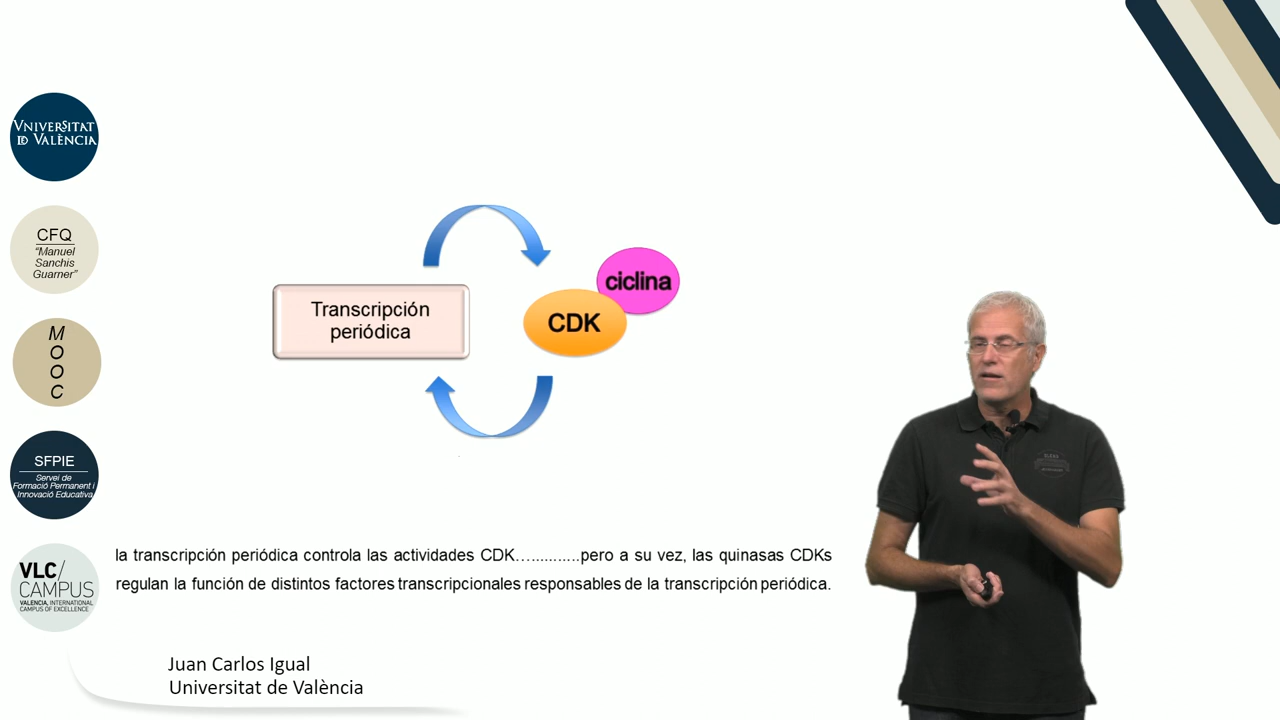 VNIVERSITAT
ID VALÈNCIA
CFQ
"Manuel
Sanchis
Guarner"
M
O
O
C
SFPIE
Servei de
Formació Permanent i
Innovació Educativa
VLC/
CAMPUS
VALENCIA, INTERNATIONAL
CAMPUS OF EXCELLENCE
Transcripción
periódica
ciclina
CDK
la transcripción periódica controla las actividades CDK.............pero a su vez, las quinasas CDKs
regulan la función de distintos factores transcripcionales responsables de la transcripción periódica.
Juan Carlos Igual
Universitat de València